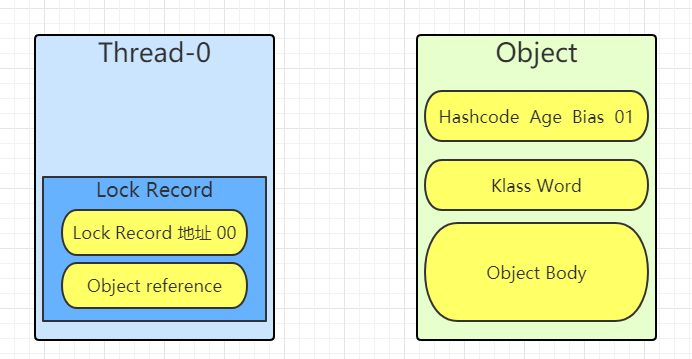 Thread-0
Lock Record
Lock Record 地址 00
Object reference
Object
Hashcode Age Bias 01
Klass Word
Object Body